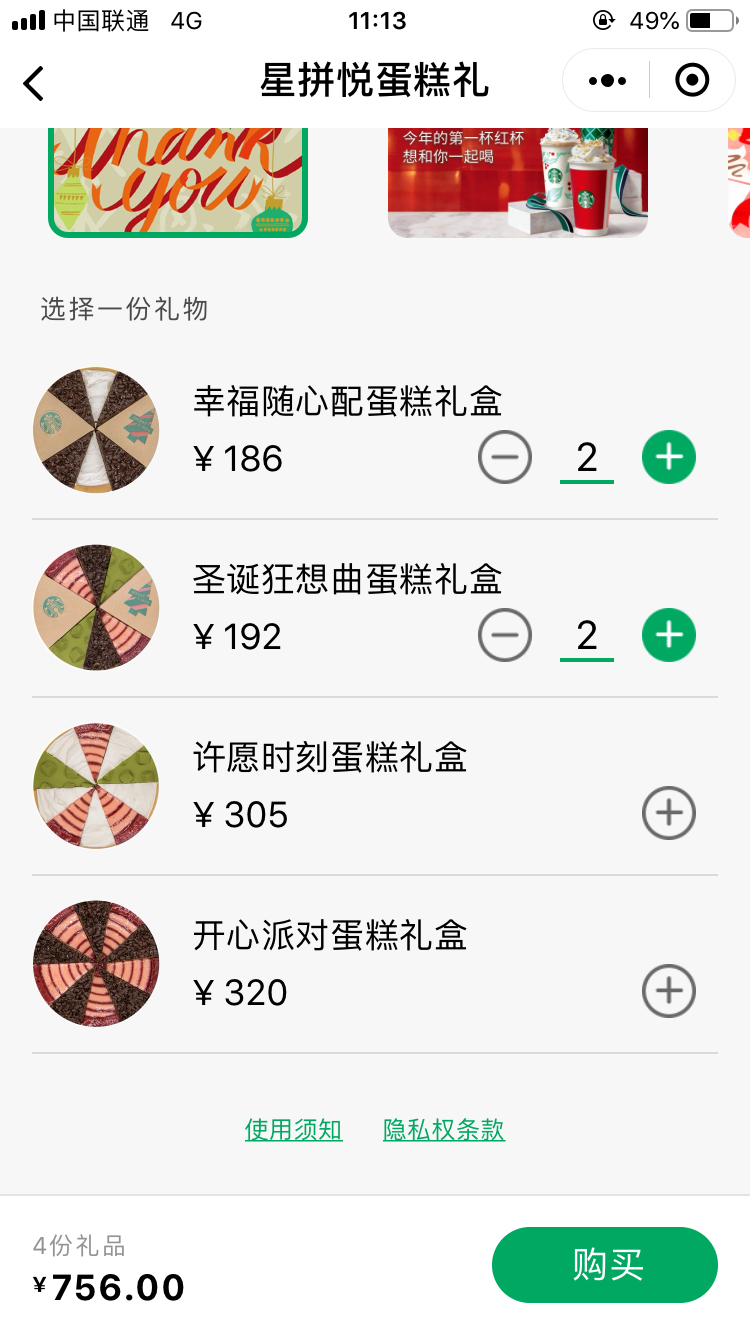 中国联通 4G 11:13 49%
星拼悦蛋糕礼
Thank
you
今年的第一杯红杯
想和你一起喝
选择一份礼物
幸福随心配蛋糕礼盒
¥ 186
2
圣诞狂想曲蛋糕礼盒
¥ 192
2
许愿时刻蛋糕礼盒
¥ 305
开心派对蛋糕礼盒
¥ 320
使用须知 隐私权条款
4份礼品
¥756.00
购买